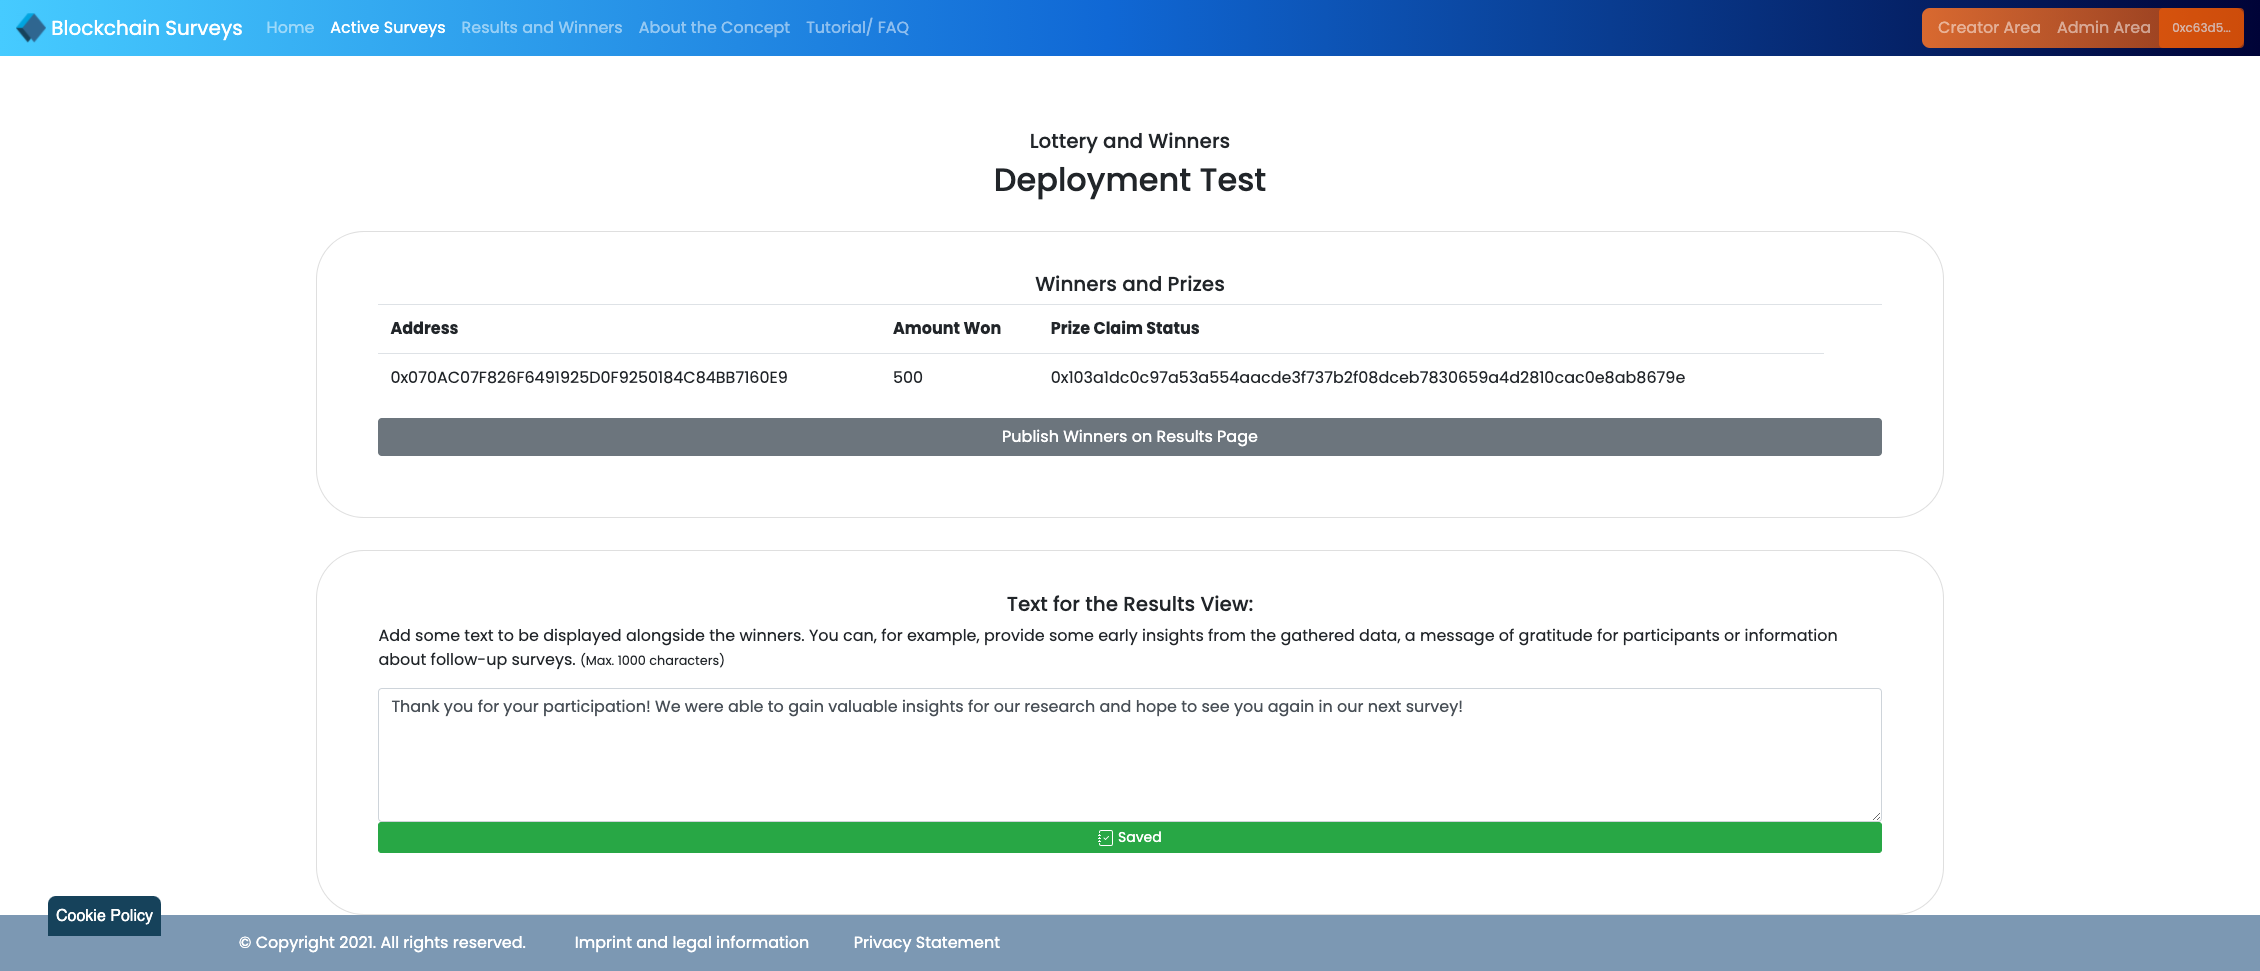 Blockchain Surveys Home Active Surveys Results and Winners About the Concept Tutorial/ FAQ Creator Area Admin Area 0xc63d5...
Lottery and Winners
Deployment Test
Winners and Prizes
Address Amount Won Prize Claim Status
0x070AC07F826F6491925D0F9250184C84BB7160E9 500 0x103a1dc0c97a53a554aacde3f737b2f08dceb7830659a4d2810cac0e8ab8679e
Publish Winners on Results Page
Text for the Results View:
Add some text to be displayed alongside the winners. You can, for example, provide some early insights from the gathered data, a message of gratitude for participants or information
about follow-up surveys. (Max. 1000 characters)
Thank you for your participation! We were able to gain valuable insights for our research and hope to see you again in our next survey!
Saved
Cookie Policy
© Copyright 2021. All rights reserved. Imprint and legal information Privacy Statement